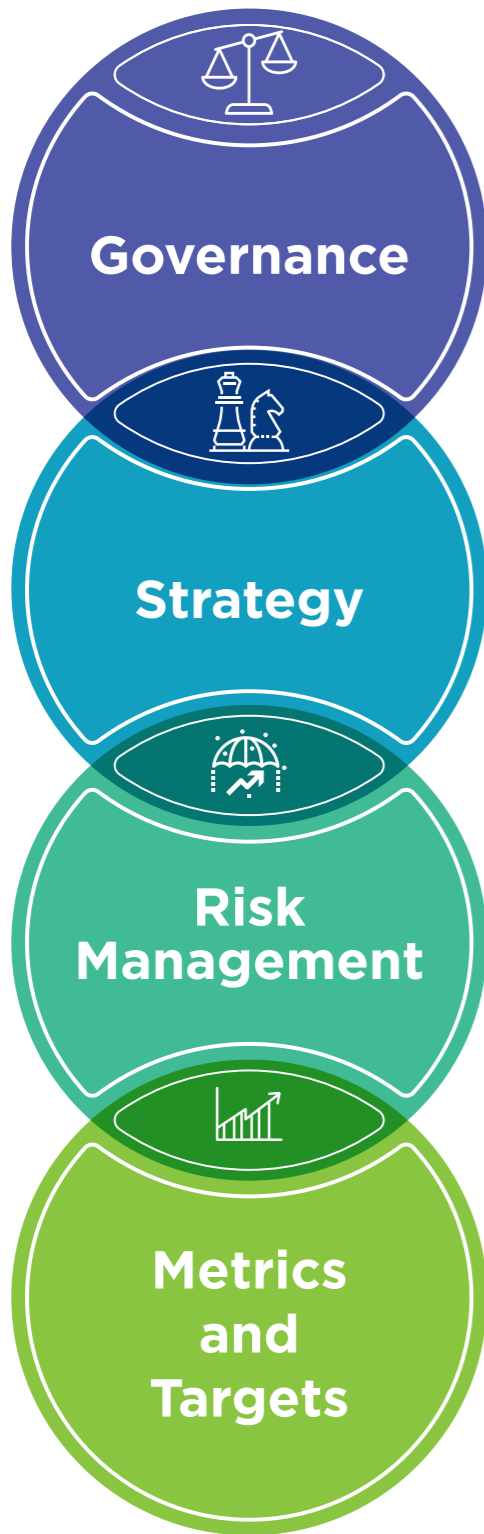 Governance
Strategy
Risk
Management
Metrics
and
Targets